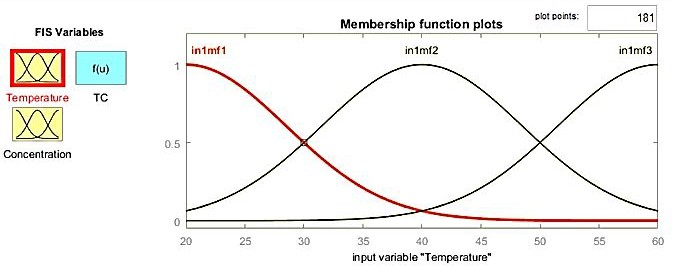 Membership function plots
plot points:
181
FIS Variables
f(u)
Temperature
TC
Concentration
in1mf1
in1mf2
in1mf3
1
0.5
0
20
25
30
35
40
45
50
55
60
input variable "Temperature"